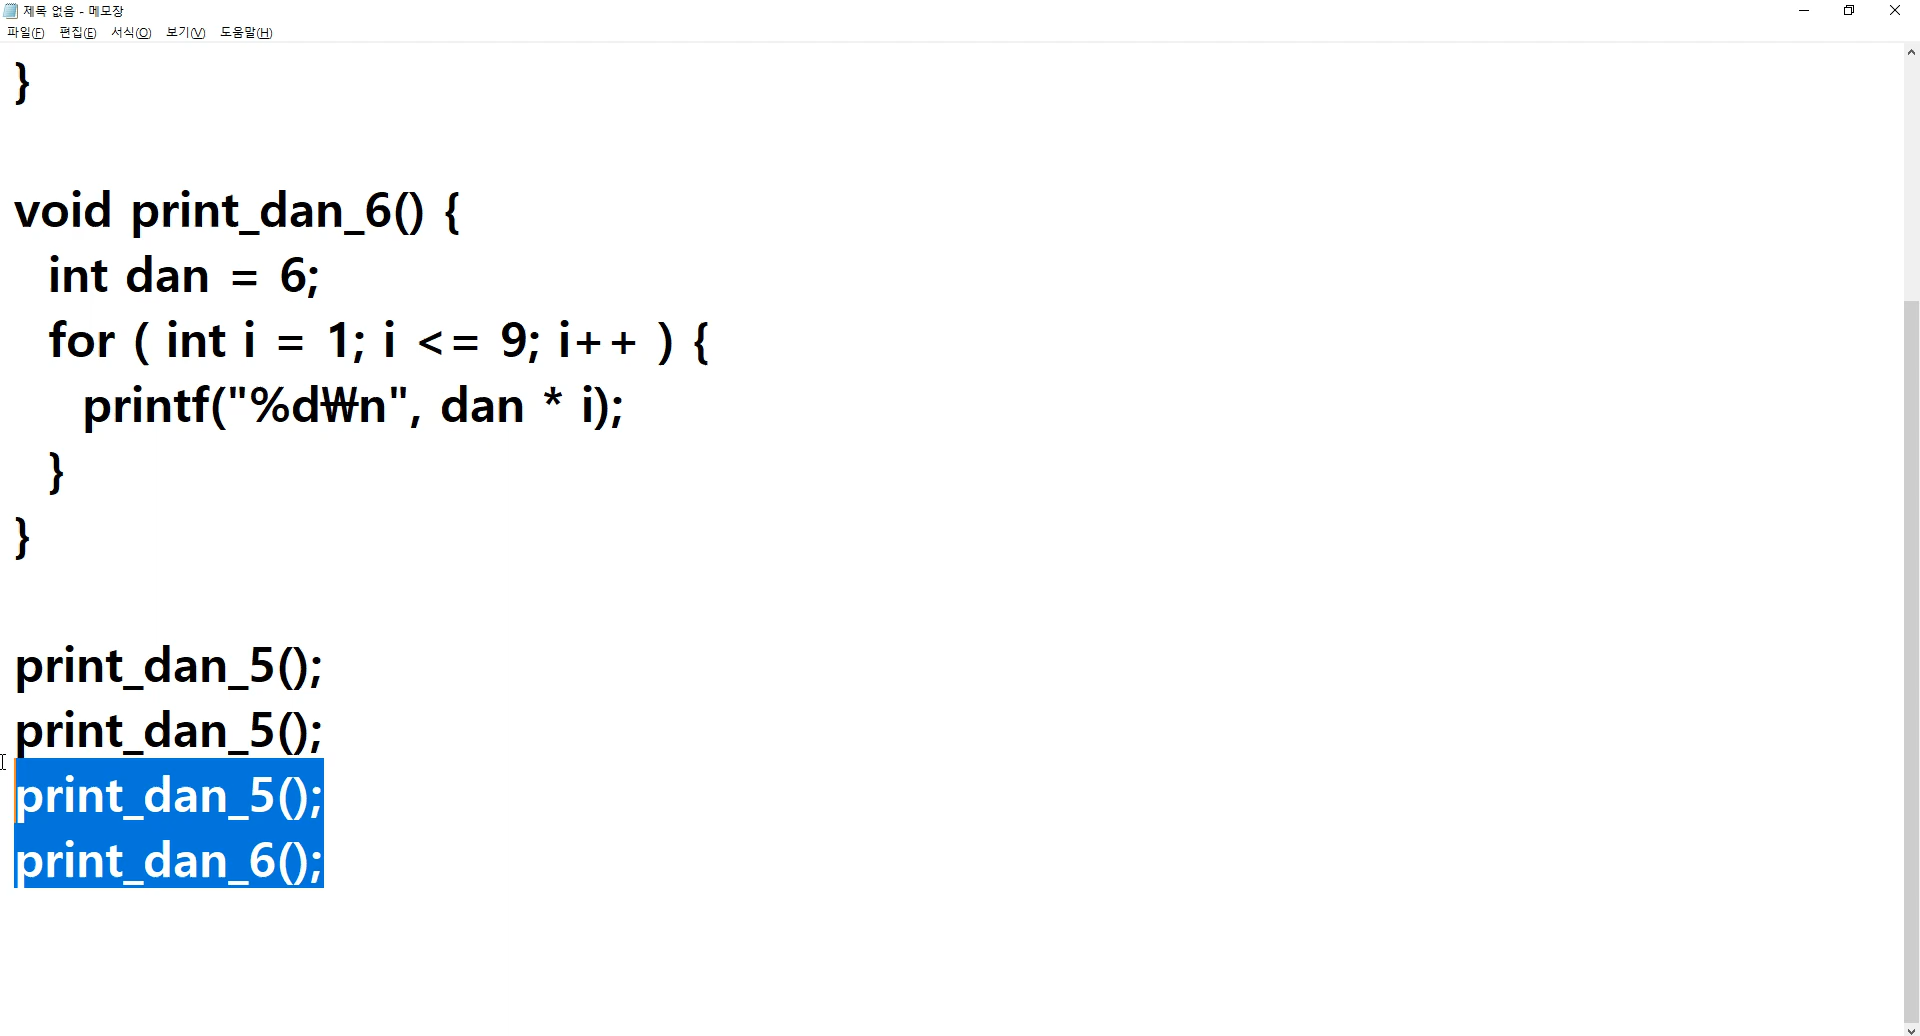 제목 없음 - 메모장
파일(F) 편집(E) 서식(O) 보기(V) 도움말(H)
}
void print_dan_6() {
int dan = 6;
for ( int i = 1; i <= 9; i++ ) {
printf("%d₩n", dan * i);
}
}
print_dan_5();
print_dan_5();
print_dan_5();
print_dan_6();